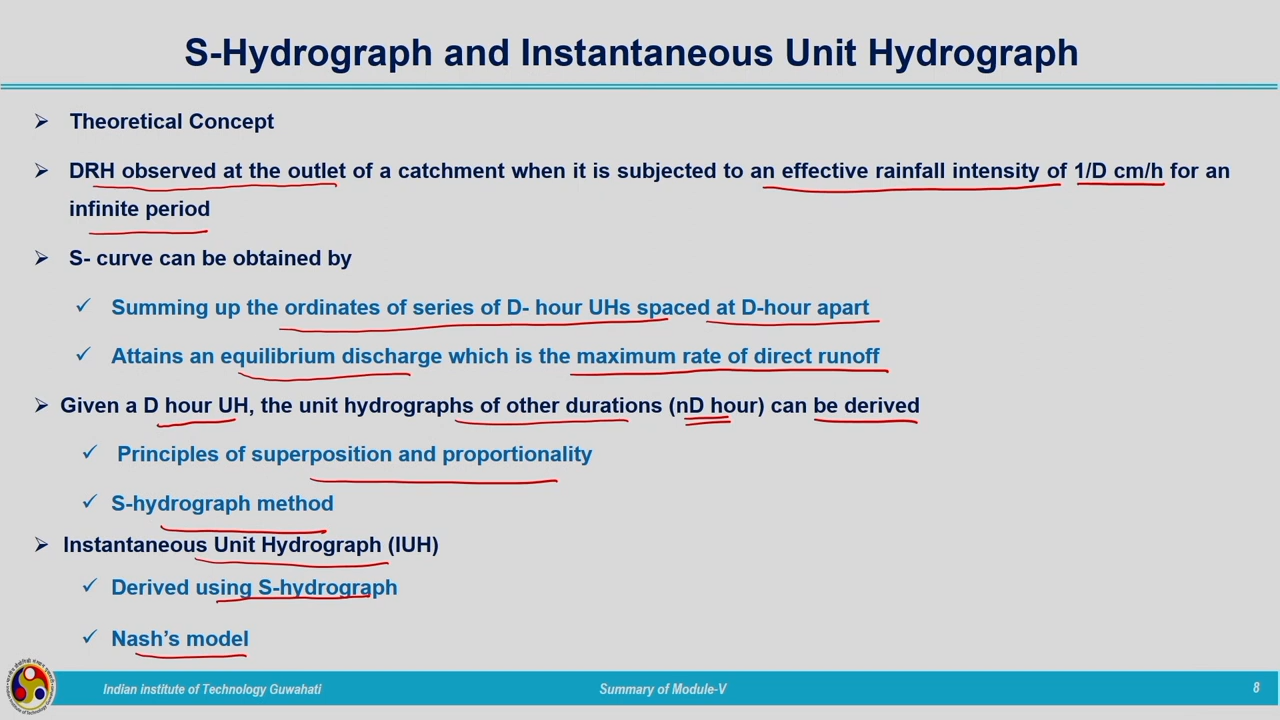 S-Hydrograph and Instantaneous Unit Hydrograph
Theoretical Concept
DRH observed at the outlet of a catchment when it is subjected to an effective rainfall intensity of 1/D cm/h for an
infinite period
S- curve can be obtained by
Summing up the ordinates of series of D- hour UHs spaced at D-hour apart
Attains an equilibrium discharge which is the maximum rate of direct runoff
Given a D hour UH, the unit hydrographs of other durations (nD hour) can be derived
Principles of superposition and proportionality
S-hydrograph method
Instantaneous Unit Hydrograph (IUH)
Derived using S-hydrograph
Nash's model
Indian institute of Technology Guwahati
Summary of Module-V
8